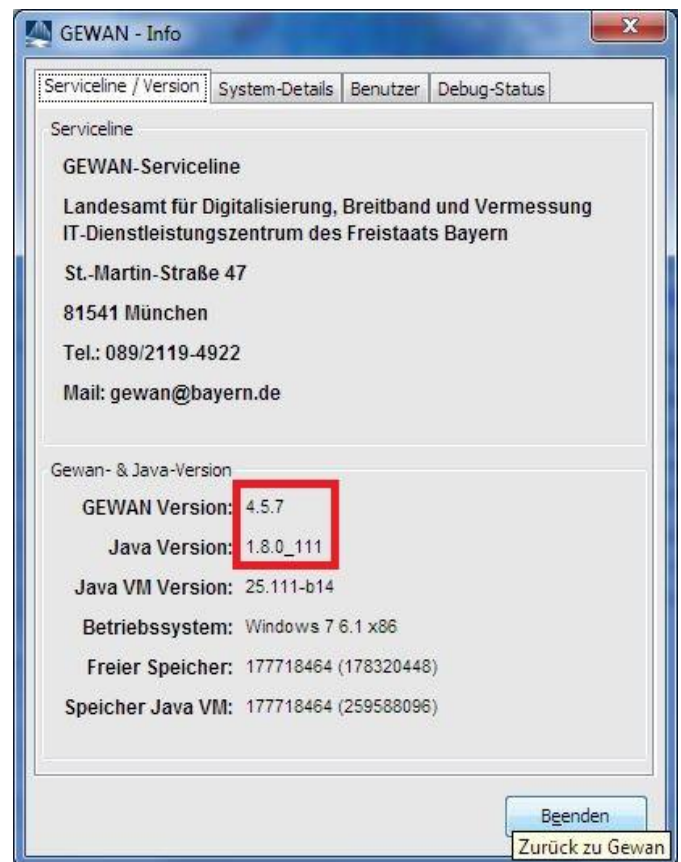 GEWAN - Info
Serviceline / Version System-Details Benutzer Debug-Status
Serviceline
GEWAN-Serviceline
Landesamt für Digitalisierung, Breitband und Vermessung
IT-Dienstleistungszentrum des Freistaats Bayern
St.-Martin-Straße 47
81541 München
Tel.: 089/2119-4922
Mail: gewan@bayern.de
Gewan- & Java-Version
GEWAN Version: 4.5.7
Java Version: 1.8.0_111
Java VM Version: 25.111-b14
Betriebssystem: Windows 7 6.1 x86
Freier Speicher: 177718464 (178320448)
Speicher Java VM: 177718464 (259588096)
Beenden
Zurück zu Gewan